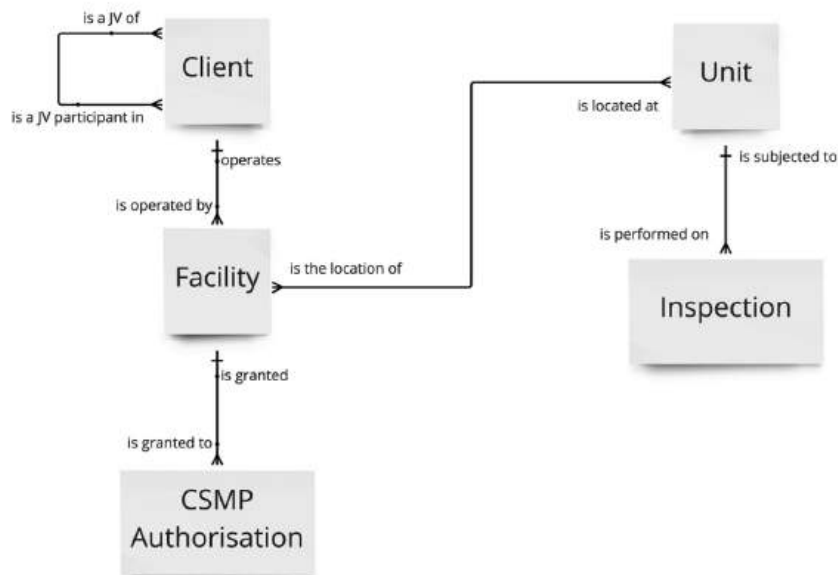 is a JV of
Client
is a JV participant in
Unit
is located at
operates
is subjected to
is operated by
is performed on
Facility
is the location of
Inspection
is granted
is granted to
CSMP
Authorisation